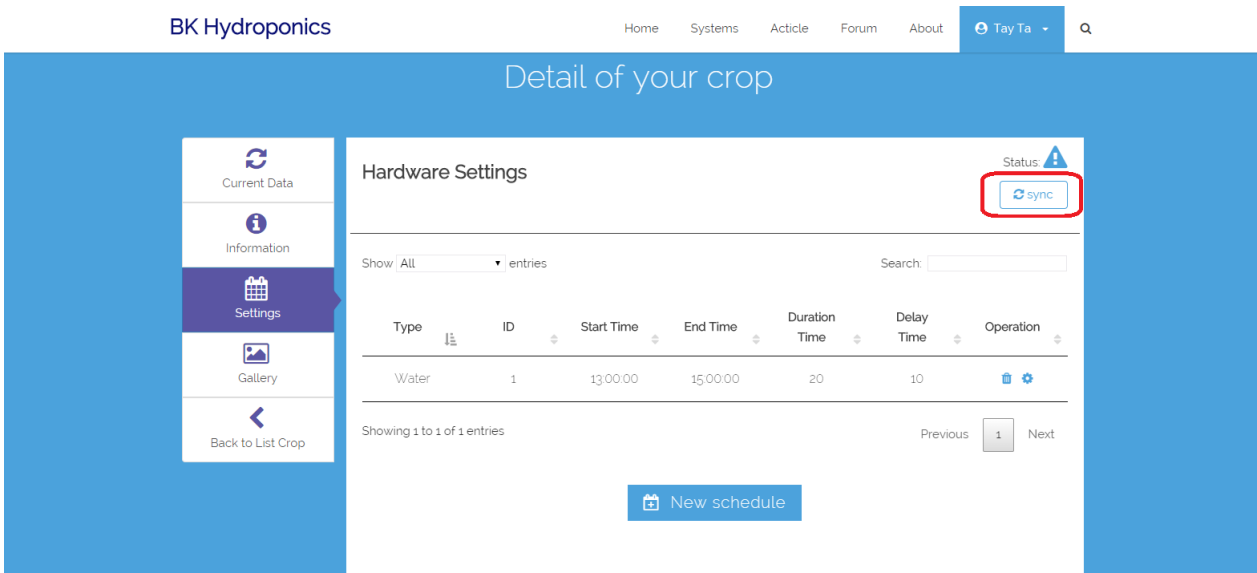 BK Hydroponics
Home Systems Acticle Forum About Tay Ta
Detail of your crop
Current Data
Information
Settings
Gallery
Back to List Crop
Hardware Settings
Status:
sync
Show All entries
Search:
Type ID Start Time End Time Duration Time Delay Time Operation
Water 1 13:00:00 15:00:00 20 10
Showing 1 to 1 of 1 entries
Previous 1 Next
New schedule